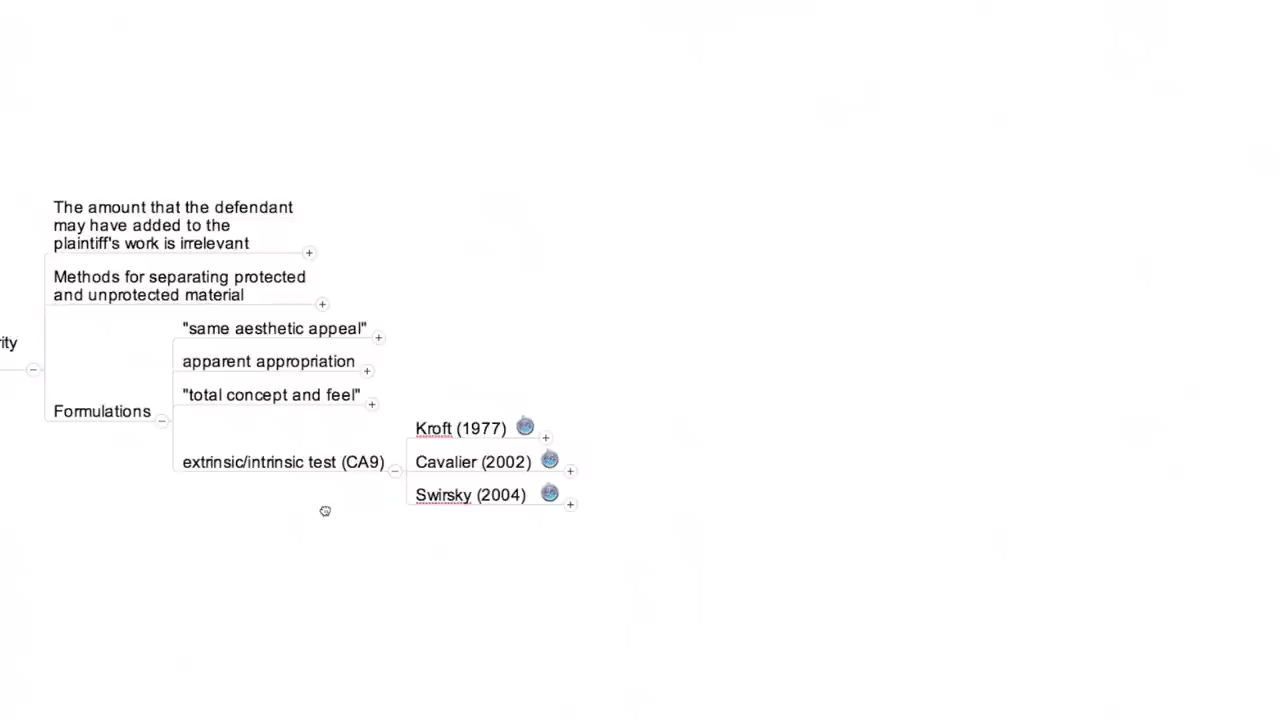 The amount that the defendant
may have added to the
plaintiff's work is irrelevant
Methods for separating protected
and unprotected material
"same aesthetic appeal"
rity
apparent appropriation
"total concept and feel"
Formulations
Kroft (1977)
extrinsic/intrinsic test (CA9)
Cavalier (2002)
Swirsky (2004)